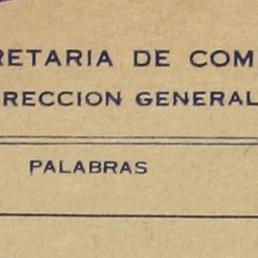 RETARIA DE COM
RECCION GENERAL
PALABRAS